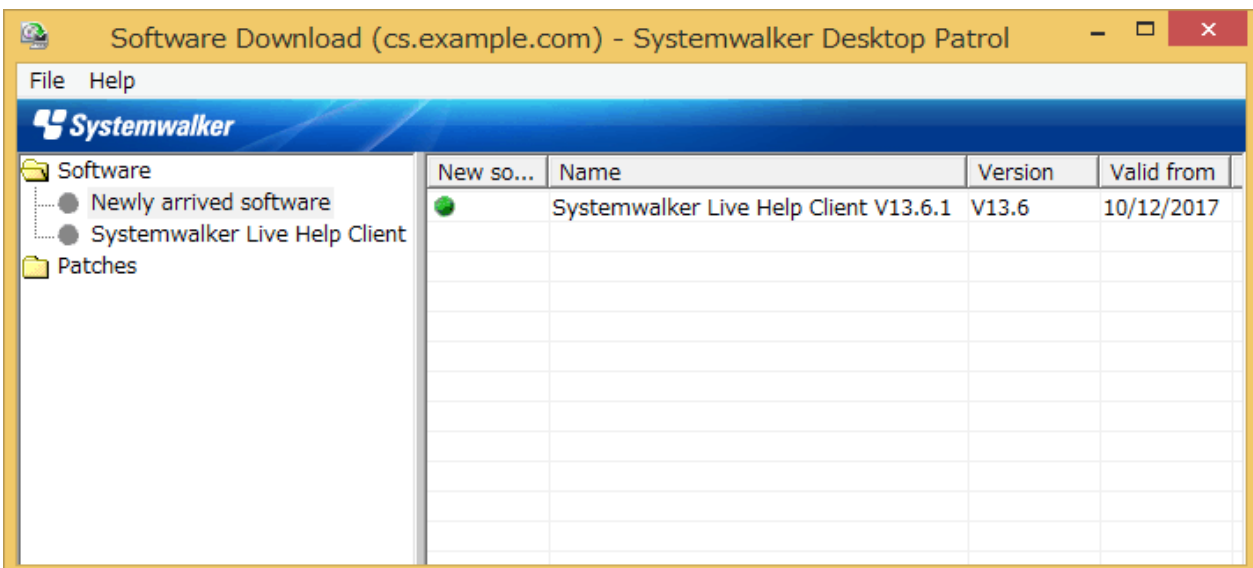 Software Download (cs.example.com) - Systemwalker Desktop Patrol
File Help
Systemwalker
Software
Newly arrived software
Systemwalker Live Help Client
Patches
New so... Name Version Valid from
Systemwalker Live Help Client V13.6.1 V13.6 10/12/2017